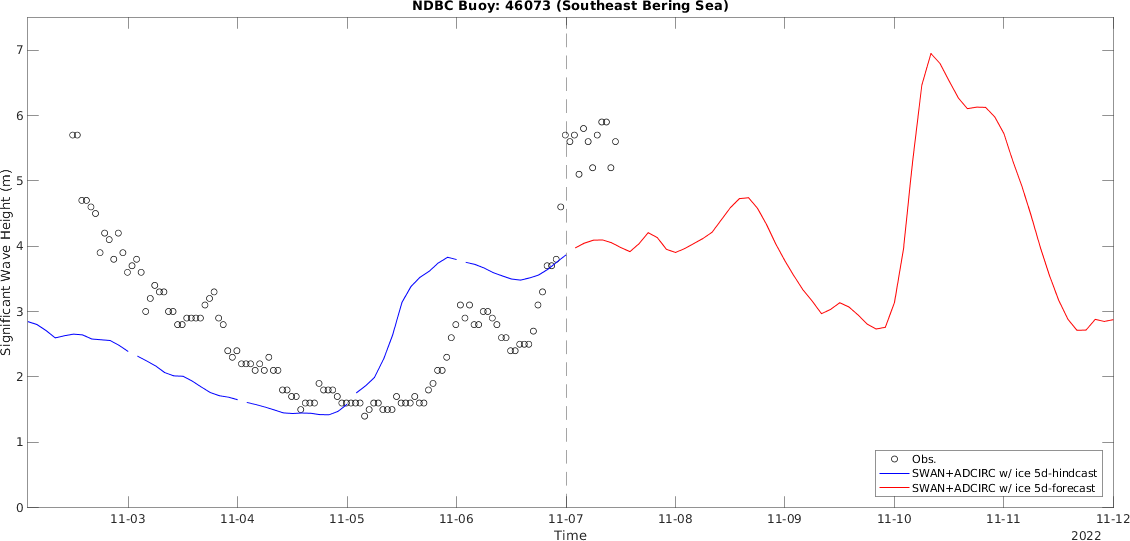 NDBC Buoy: 46073 (Southeast Bering Sea)
Significant Wave Height (m)
7
6
5
4
3
2
1
0
Obs.
SWAN+ADCIRC w/ ice 5d-hindcast
SWAN+ADCIRC w/ ice 5d-forecast
11-03 11-04 11-05 11-06 11-07 11-08 11-09 11-10 11-11 11-12
Time
2022